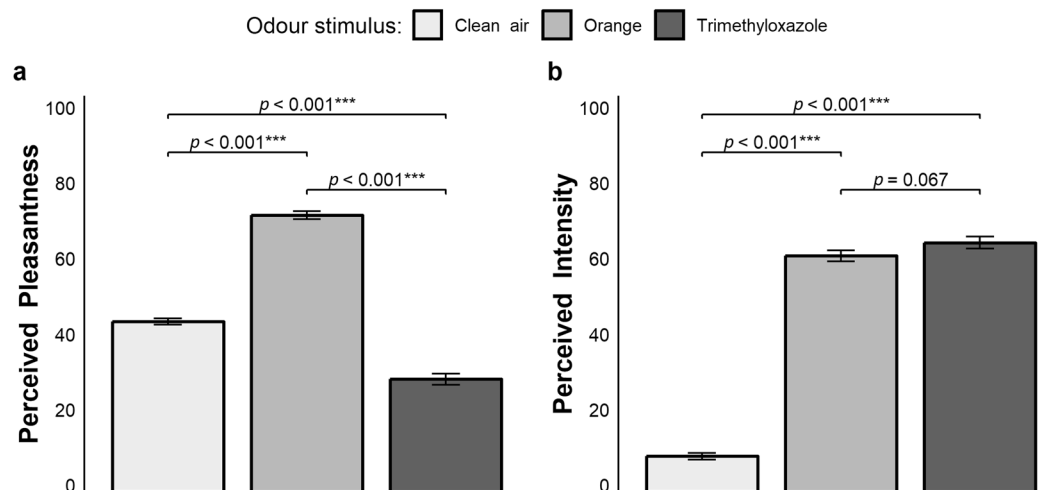 Odour stimulus: Clean air Orange Trimethyloxazole
a
Perceived Pleasantness
100
80
60
40
20
0
p < 0.001***
p < 0.001***
p < 0.001***
b
Perceived Intensity
100
80
60
40
20
0
p < 0.001***
p < 0.001***
p = 0.067